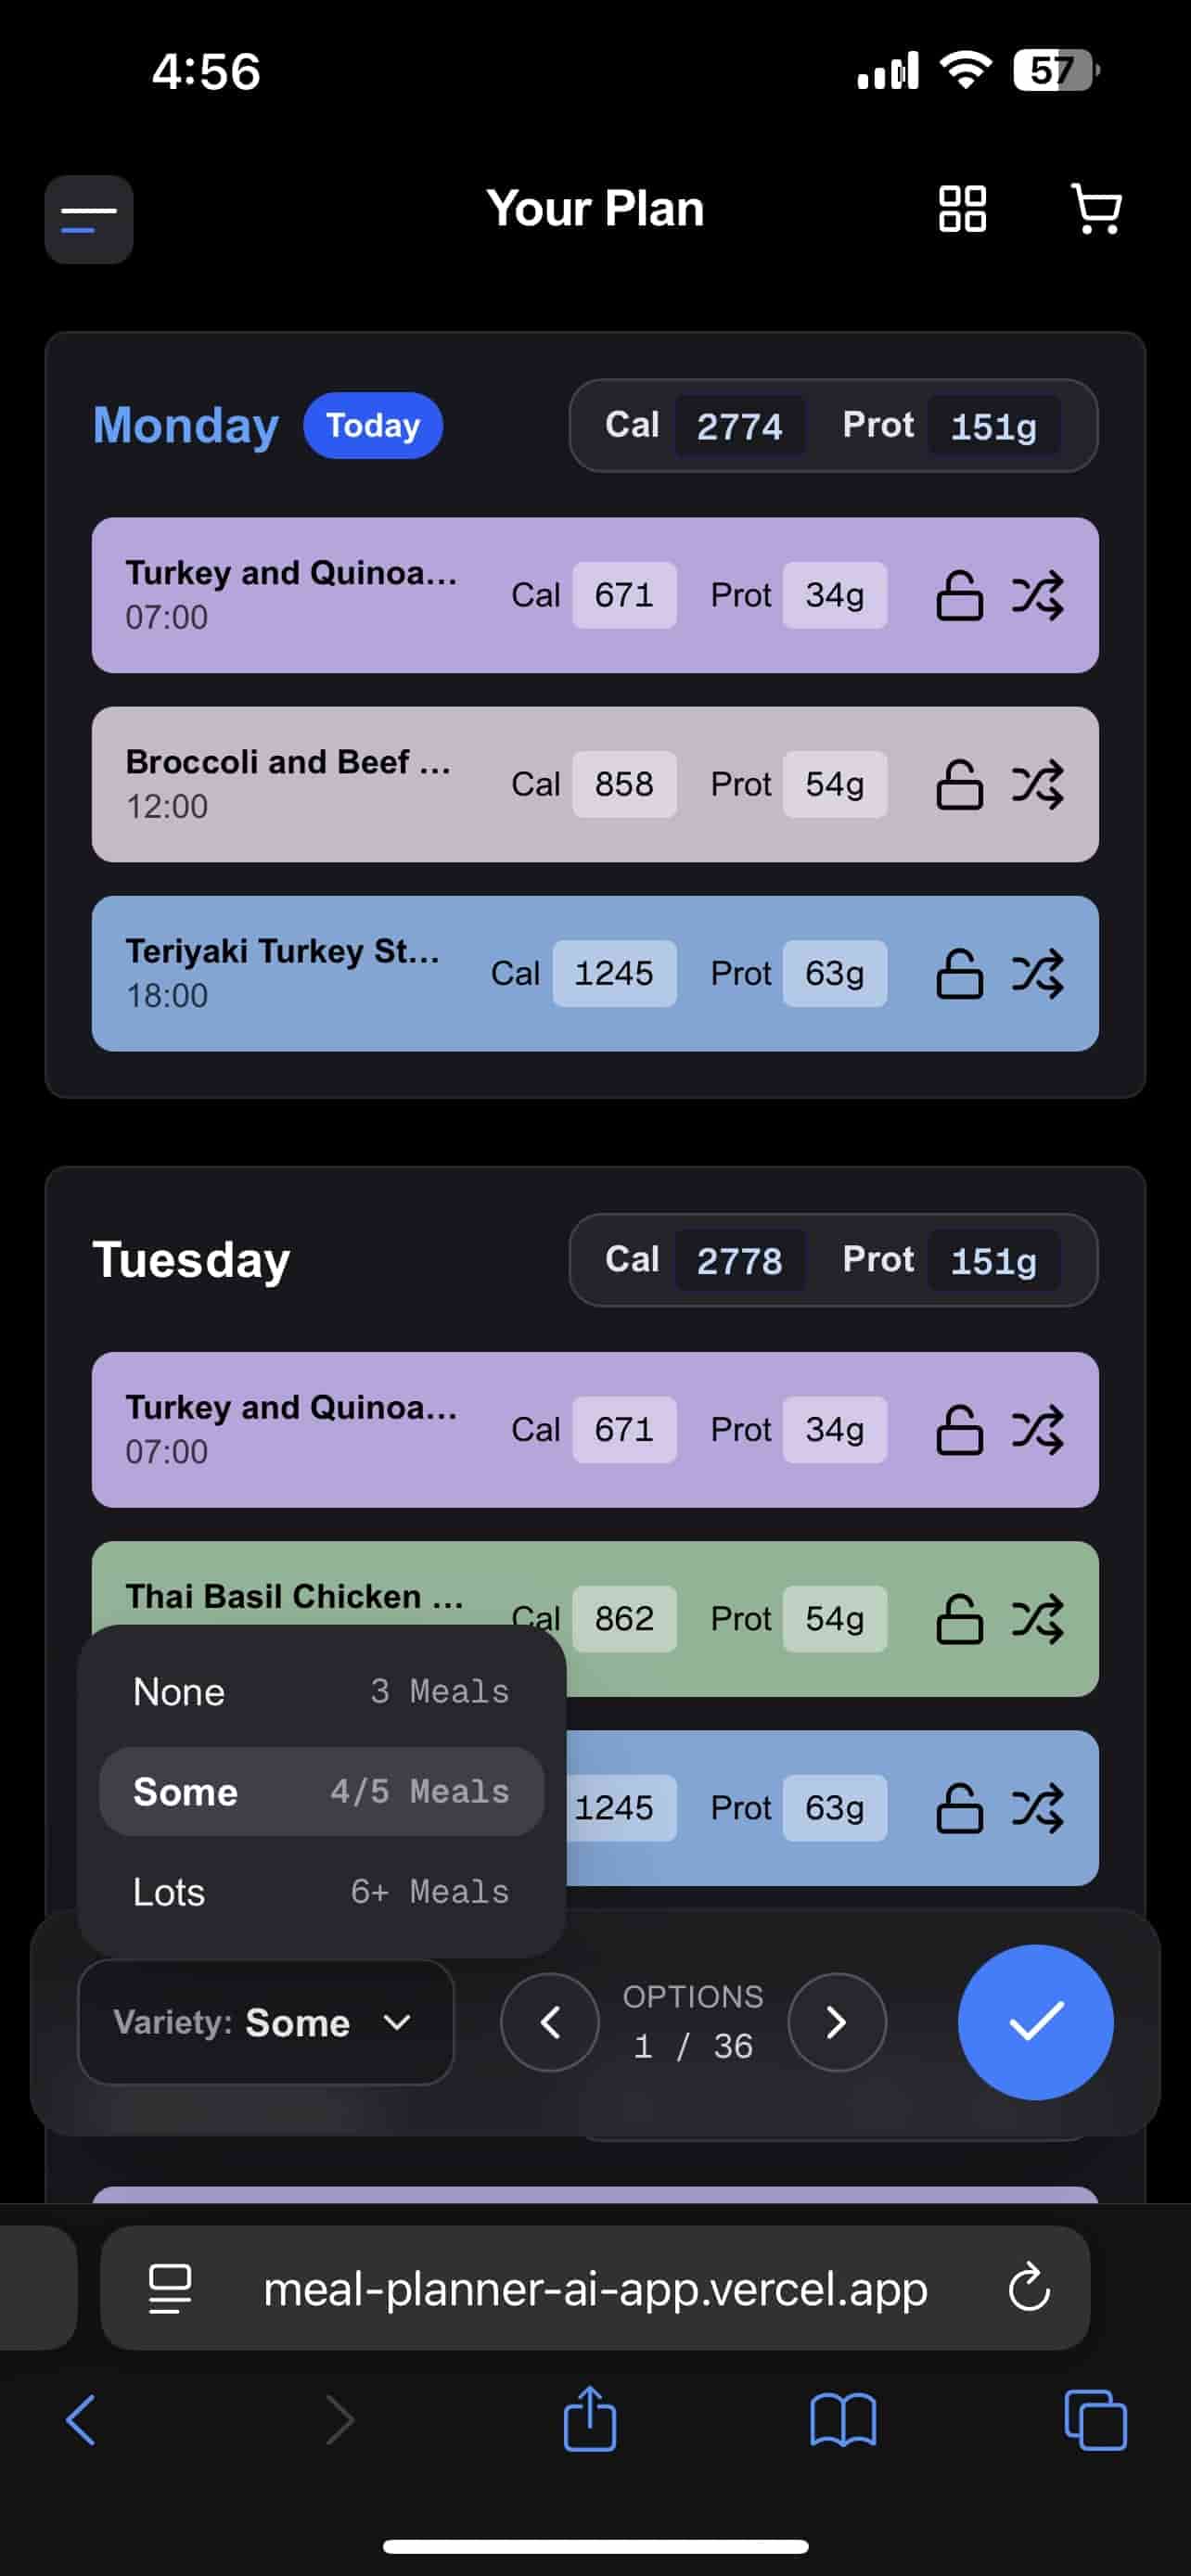 4:56
57
Your Plan
Monday Today Cal 2774 Prot 151g
Turkey and Quinoa... Cal 671 Prot 34g
07:00
Broccoli and Beef ... Cal 858 Prot 54g
12:00
Teriyaki Turkey St... Cal 1245 Prot 63g
18:00
Tuesday Cal 2778 Prot 151g
Turkey and Quinoa... Cal 671 Prot 34g
07:00
Thai Basil Chicken ... Cal 862 Prot 54g
1245 Prot 63g
None 3 Meals
Some 4/5 Meals
Lots 6+ Meals
Variety: Some
OPTIONS
1 / 36
meal-planner-ai-app.vercel.app